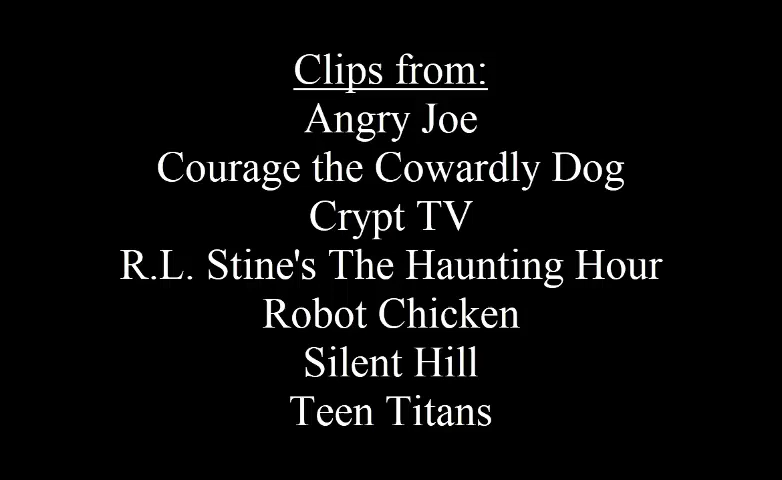 Clips from:
Angry Joe
Courage the Cowardly Dog
Crypt TV
R.L. Stine's The Haunting Hour
Robot Chicken
Silent Hill
Teen Titans